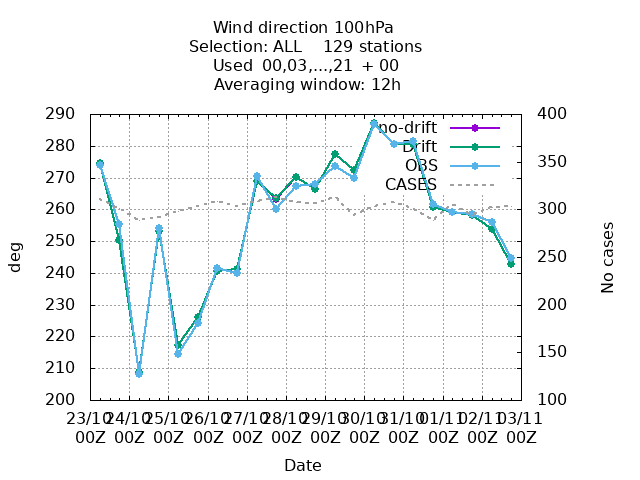 Wind direction 100hPa
Selection: ALL 129 stations
Used 00,03,...,21 + 00
Averaging window: 12h
290 400
280 no-drift
Drift 350
270 OBS
CASES
260 300
250 250
240
230 200
220
210 150
200 100
deg
No cases
23/10 24/10 25/10 26/10 27/10 28/10 29/10 30/10 31/10 01/11 02/11 03/11
00Z 00Z 00Z 00Z 00Z 00Z 00Z 00Z 00Z 00Z 00Z 00Z
Date